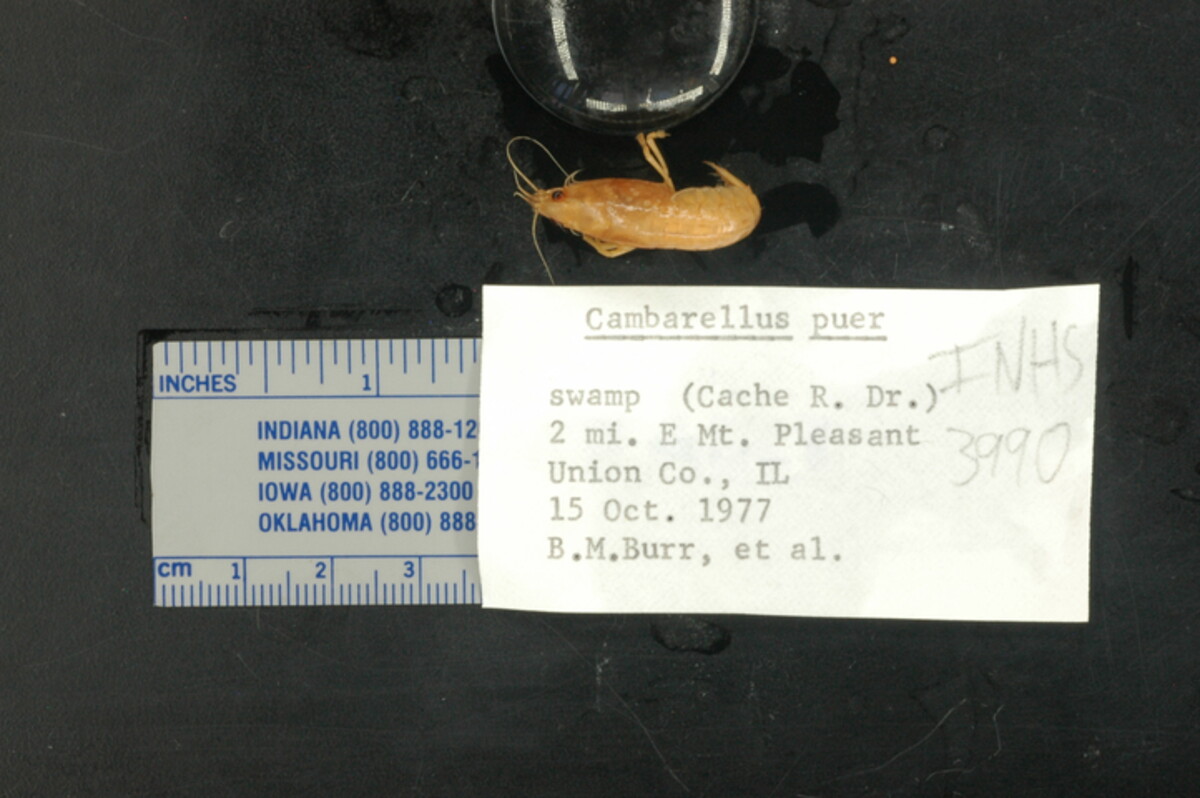 Cambarellus puer
swamp (Cache R. Dr.)
2 mi. E Mt. Pleasant
Union Co., IL
15 Oct. 1977
B.M.Burr, et al.
INHS
3990
INCHES 1
INDIANA (800) 888-12
MISSOURI (800) 666-1
IOWA (800) 888-2300
OKLAHOMA (800) 888
cm 1 2 3